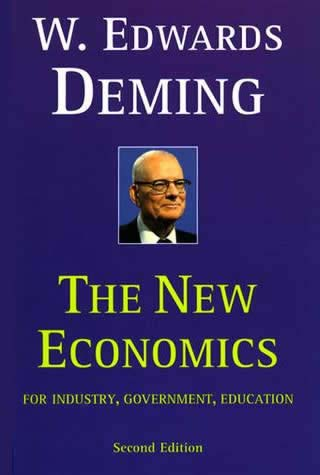 W. EDWARDS
DEMING
THE NEW
ECONOMICS
FOR INDUSTRY, GOVERNMENT, EDUCATION
Second Edition